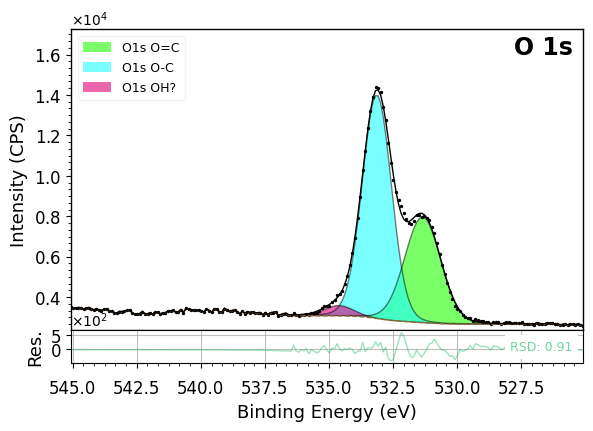 ×10⁴
O 1s
O1s O=C
O1s O-C
O1s OH?
1.6
1.4
1.2
1.0
0.8
0.6
0.4
Intensity (CPS)
×10²
5
0
Res.
RSD: 0.91
545.0 542.5 540.0 537.5 535.0 532.5 530.0 527.5
Binding Energy (eV)